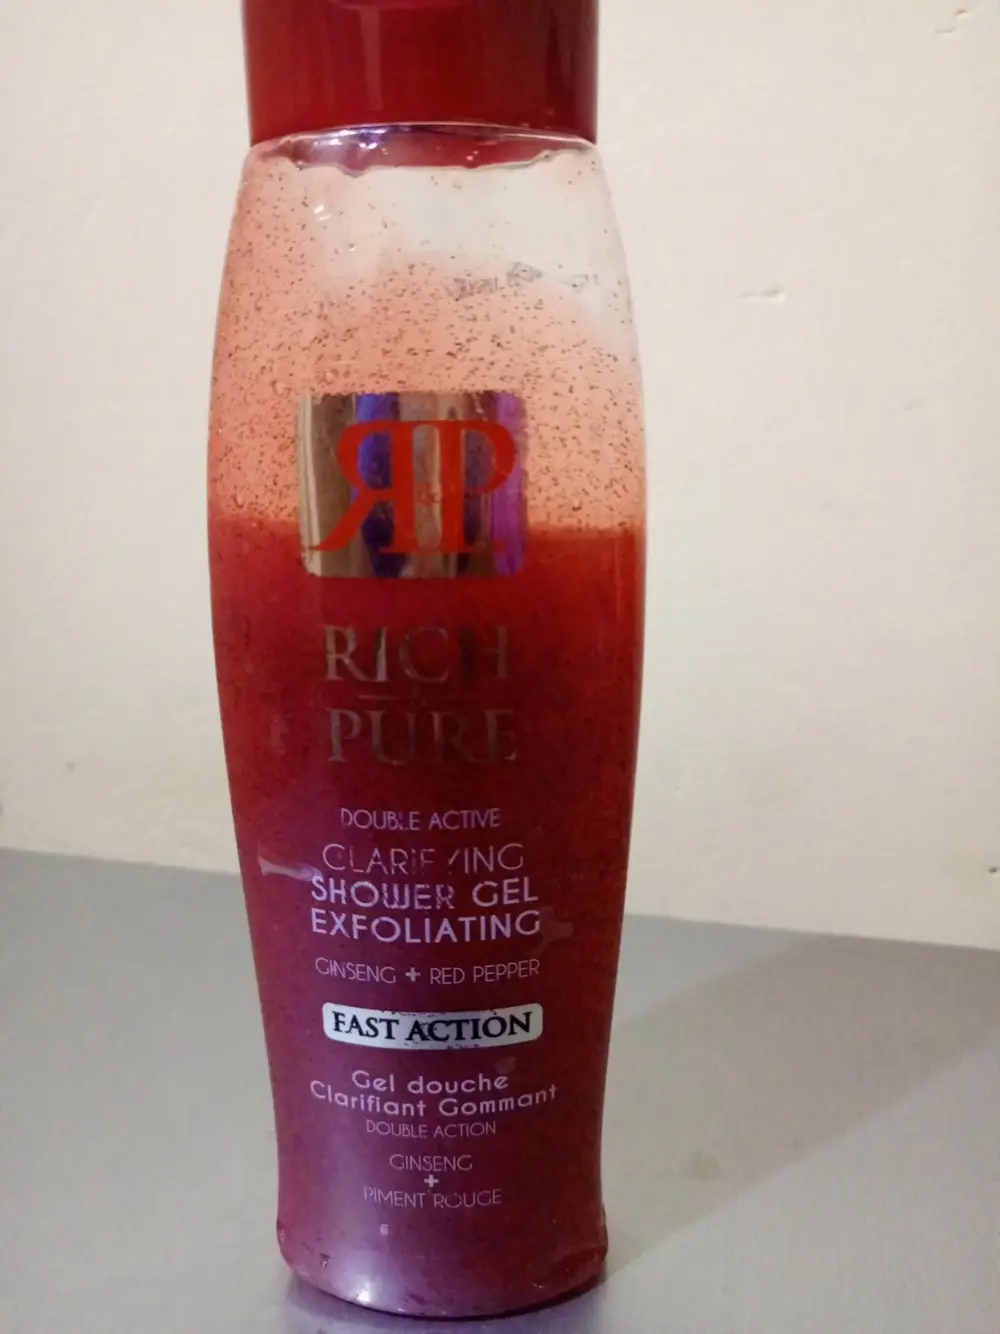 RP
RICH
&
PURE
DOUBLE ACTIVE
CLARIFYING
SHOWER GEL
EXFOLIATING
GINSENG + RED PEPPER
FAST ACTION
Gel douche
Clarifiant Gommant
DOUBLE ACTION
GINSENG
+
PIMENT ROUGE